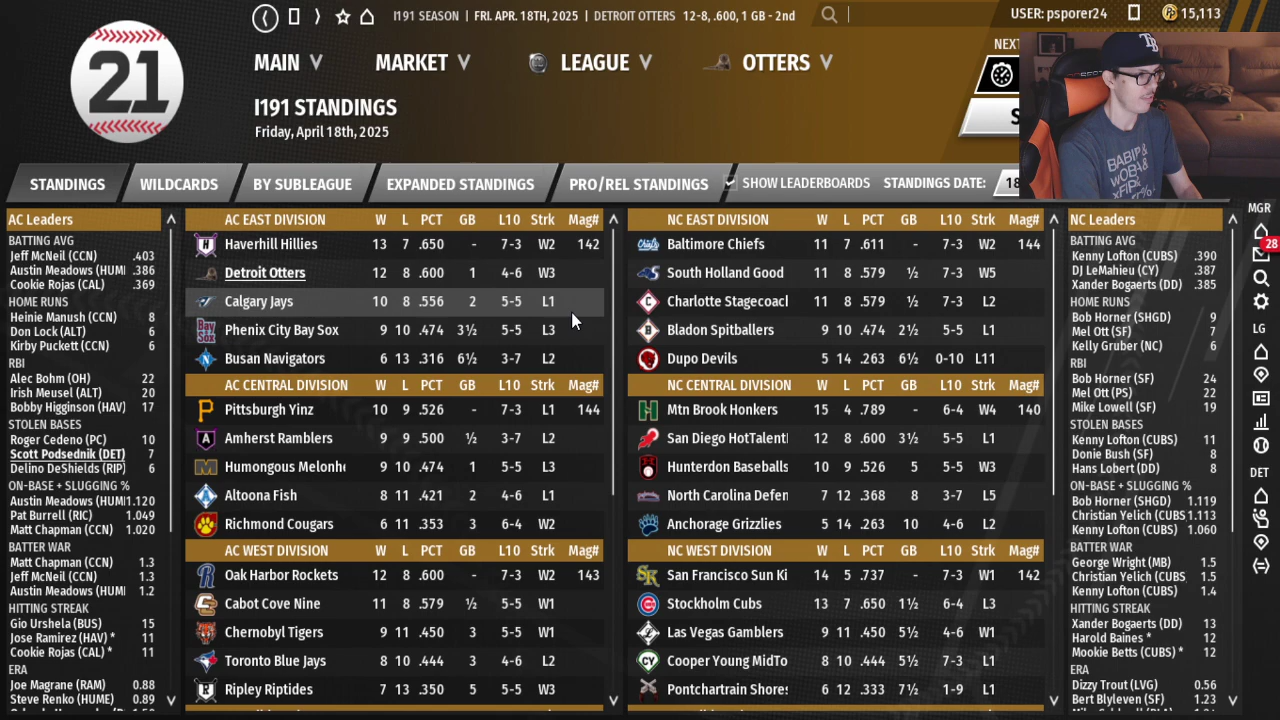 I191 SEASON | FRI. APR. 18TH, 2025 | DETROIT OTTERS 12-8, .600, 1 GB - 2nd
USER: psporer24 15,113
21
MAIN MARKET LEAGUE OTTERS
NEXT
I191 STANDINGS
Friday, April 18th, 2025
S
BABIP &
WOBA &
STANDINGS WILDCARDS BY SUBLEAGUE EXPANDED STANDINGS PRO/REL STANDINGS SHOW LEADERBOARDS STANDINGS DATE: 18
AC Leaders
BATTING AVG
Jeff McNeil (CCN) .403
Austin Meadows (HUMI .386
Cookie Rojas (CAL) .369
HOME RUNS
Heinie Manush (CCN) 8
Don Lock (ALT) 6
Kirby Puckett (CCN) 6
RBI
Alec Bohm (OH) 22
Irish Meusel (ALT) 20
Bobby Higginson (HAV) 17
STOLEN BASES
Roger Cedeno (PC) 10
Scott Podsednik (DET) 7
Delino DeShields (RIP) 6
ON-BASE + SLUGGING %
Austin Meadows (HUMI 1.120
Pat Burrell (RIC) 1.049
Matt Chapman (CCN) 1.020
BATTER WAR
Matt Chapman (CCN) 1.3
Jeff McNeil (CCN) 1.3
Austin Meadows (HUMI 1.2
HITTING STREAK
Gio Urshela (BUS) 15
Jose Ramirez (HAV) * 11
Cookie Rojas (CAL) * 11
ERA
Joe Magrane (RAM) 0.88
Steve Renko (HUME) 0.89
AC EAST DIVISION W L PCT GB L10 Strk Mag#
Haverhill Hillies 13 7 .650 - 7-3 W2 142
Detroit Otters 12 8 .600 1 4-6 W3
Calgary Jays 10 8 .556 2 5-5 L1
Phenix City Bay Sox 9 10 .474 3½ 5-5 L3
Busan Navigators 6 13 .316 6½ 3-7 L2
AC CENTRAL DIVISION W L PCT GB L10 Strk Mag#
Pittsburgh Yinz 10 9 .526 - 7-3 L1 144
Amherst Ramblers 9 9 .500 ½ 3-7 L2
Humongous Melonhe 9 10 .474 1 5-5 L3
Altoona Fish 8 11 .421 2 4-6 L1
Richmond Cougars 6 11 .353 3 6-4 W2
AC WEST DIVISION W L PCT GB L10 Strk Mag#
Oak Harbor Rockets 12 8 .600 - 7-3 W2 143
Cabot Cove Nine 11 8 .579 ½ 5-5 W1
Chernobyl Tigers 9 11 .450 3 5-5 W1
Toronto Blue Jays 8 10 .444 3 4-6 L2
Ripley Riptides 7 13 .350 5 5-5 W3
NC EAST DIVISION W L PCT GB L10 Strk Mag#
Baltimore Chiefs 11 7 .611 - 7-3 W2 144
South Holland Good 11 8 .579 ½ 7-3 W5
Charlotte Stagecoacl 11 8 .579 ½ 7-3 L2
Bladon Spitballers 9 10 .474 2½ 5-5 L1
Dupo Devils 5 14 .263 6½ 0-10 L11
NC CENTRAL DIVISION W L PCT GB L10 Strk Mag#
Mtn Brook Honkers 15 4 .789 - 6-4 W4 140
San Diego HotTalent 12 8 .600 3½ 5-5 L1
Hunterdon Baseballs 10 9 .526 5 5-5 W3
North Carolina Defen 7 12 .368 8 3-7 L5
Anchorage Grizzlies 5 14 .263 10 4-6 L2
NC WEST DIVISION W L PCT GB L10 Strk Mag#
San Francisco Sun Ki 14 5 .737 - 7-3 W1 142
Stockholm Cubs 13 7 .650 1½ 6-4 L3
Las Vegas Gamblers 9 11 .450 5½ 4-6 W1
Cooper Young MidTo 8 10 .444 5½ 7-3 L1
Pontchartrain Shores 6 12 .333 7½ 1-9 L1
NC Leaders
BATTING AVG
Kenny Lofton (CUBS) .390
DJ LeMahieu (CY) .387
Xander Bogaerts (DD) .385
HOME RUNS
Bob Horner (SHGD) 9
Mel Ott (SF) 7
Kelly Gruber (NC) 6
RBI
Bob Horner (SF) 24
Mel Ott (PS) 22
Mike Lowell (SF) 19
STOLEN BASES
Kenny Lofton (CUBS) 11
Donie Bush (SF) 8
Hans Lobert (DD) 8
ON-BASE + SLUGGING %
Bob Horner (SHGD) 1.119
Christian Yelich (CUBS 1.113
Kenny Lofton (CUBS) 1.060
BATTER WAR
George Wright (MB) 1.5
Christian Yelich (CUBS 1.5
Kenny Lofton (CUBS) 1.4
HITTING STREAK
Xander Bogaerts (DD) 13
Harold Baines * 12
Mookie Betts (CUBS) * 12
ERA
Dizzy Trout (LVG) 0.56
Bert Blyleven (SF) 1.23
MGR
28
LG
DET